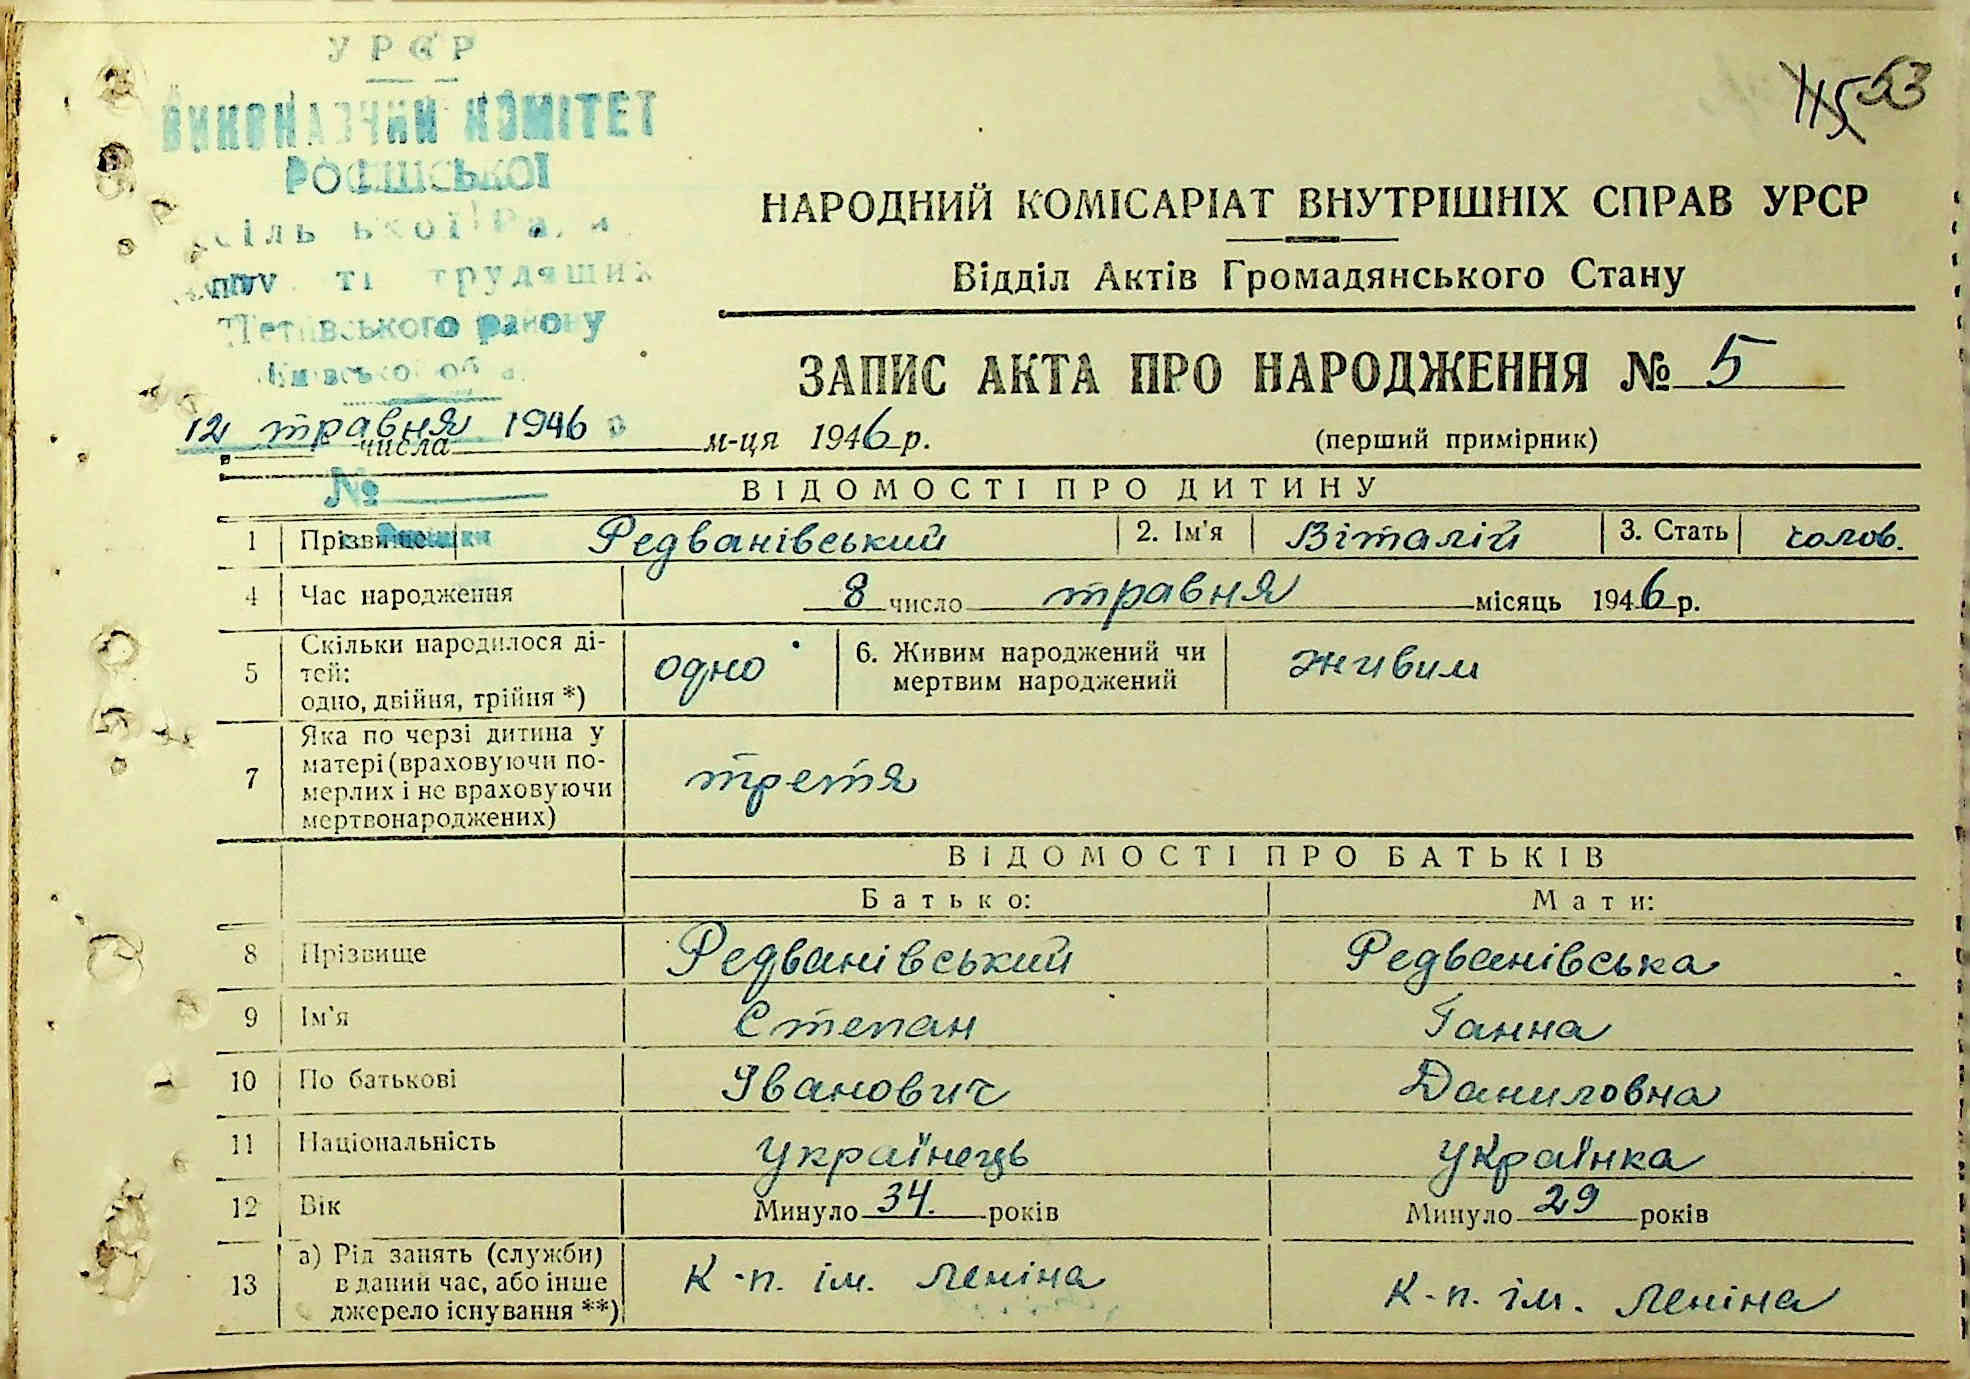 УРСР
ВИКОНАВЧИЙ КОМІТЕТ
РОСІШСЬКОЇ
сільської Ради
трудящих
Тетіївського району
Київської обл.
12 травня 1946
№
53
НАРОДНИЙ КОМІСАРІАТ ВНУТРІШНІХ СПРАВ УРСР
Відділ Актів Громадянського Стану
ЗАПИС АКТА ПРО НАРОДЖЕННЯ № 5
числа м-ця 1946 р.
(перший примірник)
ВІДОМОСТІ ПРО ДИТИНУ
1 Прізвище Редванівський 2. Ім'я Віталій 3. Стать чолов.
4 Час народження 8 число травня місяць 1946 р.
5 Скільки народилося ді-
тей:
одно, двійня, трійня *) одно 6. Живим народжений чи
мертвим народжений живим
7 Яка по черзі дитина у
матері (враховуючи по-
мерлих і не враховуючи
мертвонароджених) третя
ВІДОМОСТІ ПРО БАТЬКІВ
Батько: Мати:
8 Прізвище Редванівський Редванівська
9 Ім'я Степан Ганна
10 По батькові Іванович Даниловна
11 Національність українець українка
12 Вік Минуло 34. років Минуло 29 років
13 а) Рід занять (служби)
в даний час, або інше
джерело існування **) К-п. ім. Леніна К-п. ім. Леніна